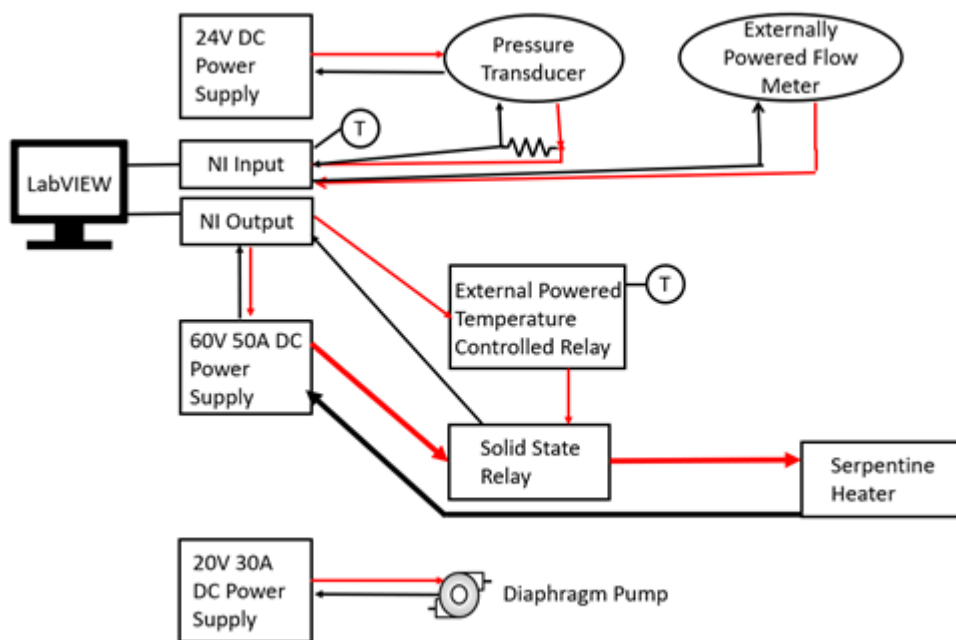 24V DC
Power
Supply
Pressure
Transducer
Externally
Powered Flow
Meter
T
NI Input
LabVIEW
NI Output
External Powered
Temperature
Controlled Relay
T
60V 50A DC
Power
Supply
Solid State
Relay
Serpentine
Heater
20V 30A
DC Power
Supply
Diaphragm Pump